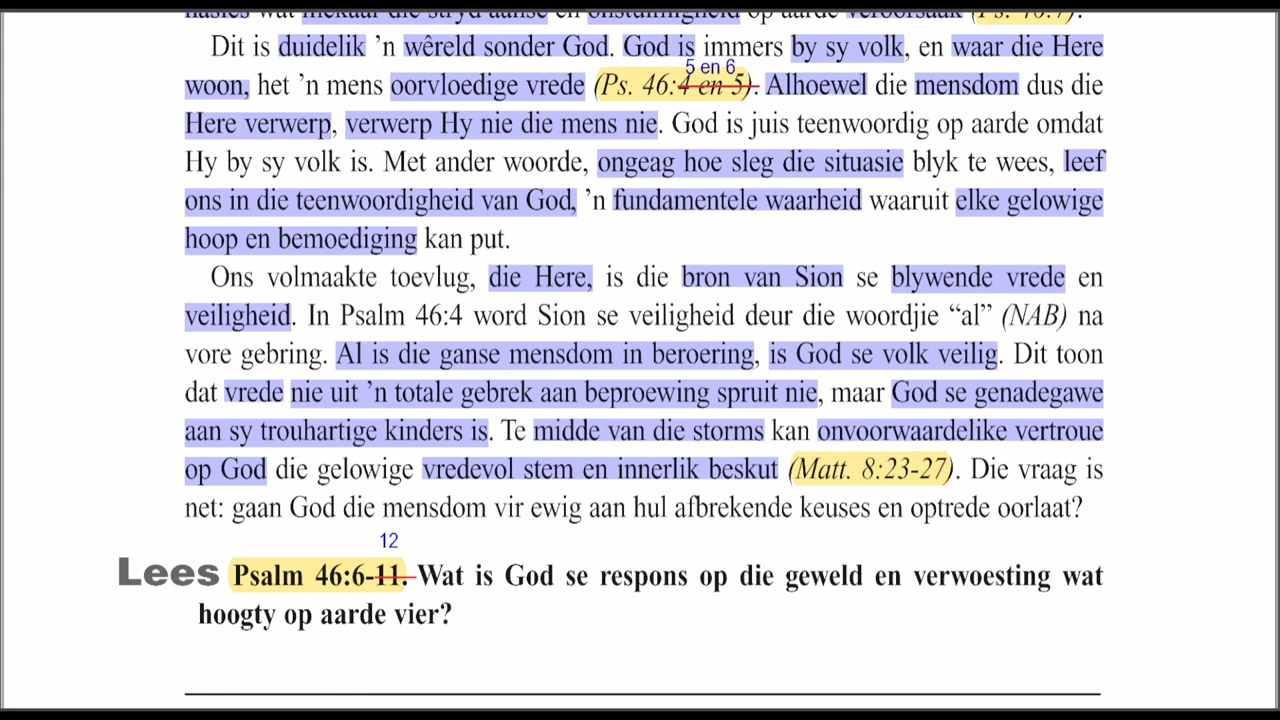 Dit is duidelik ’n wêreld sonder God. God is immers by sy volk, en waar die Here
5 en 6
woon, het ’n mens oorvloedige vrede (Ps. 46:4 en 5). Alhoewel die mensdom dus die
Here verwerp, verwerp Hy nie die mens nie. God is juis teenwoordig op aarde omdat
Hy by sy volk is. Met ander woorde, ongeag hoe sleg die situasie blyk te wees, leef
ons in die teenwoordigheid van God, ’n fundamentele waarheid waaruit elke gelowige
hoop en bemoediging kan put.
Ons volmaakte toevlug, die Here, is die bron van Sion se blywende vrede en
veiligheid. In Psalm 46:4 word Sion se veiligheid deur die woordjie “al” (NAB) na
vore gebring. Al is die ganse mensdom in beroering, is God se volk veilig. Dit toon
dat vrede nie uit ’n totale gebrek aan beproewing spruit nie, maar God se genadegawe
aan sy trouhartige kinders is. Te midde van die storms kan onvoorwaardelike vertroue
op God die gelowige vredevol stem en innerlik beskut (Matt. 8:23-27). Die vraag is
net: gaan God die mensdom vir ewig aan hul afbrekende keuses en optrede oorlaat?
12
Lees Psalm 46:6-11. Wat is God se respons op die geweld en verwoesting wat
hoogty op aarde vier?